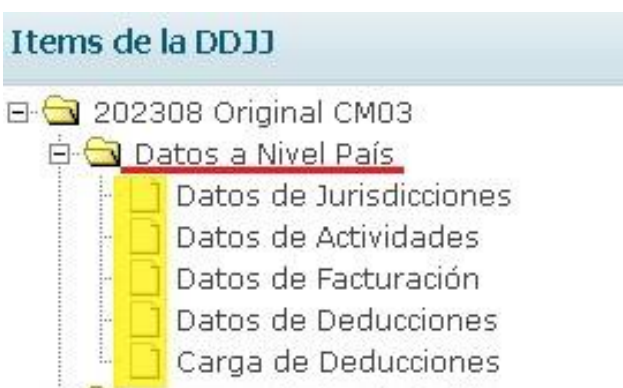 Items de la DDJJ
202308 Original CM03
Datos a Nivel País
Datos de Jurisdicciones
Datos de Actividades
Datos de Facturación
Datos de Deducciones
Carga de Deducciones